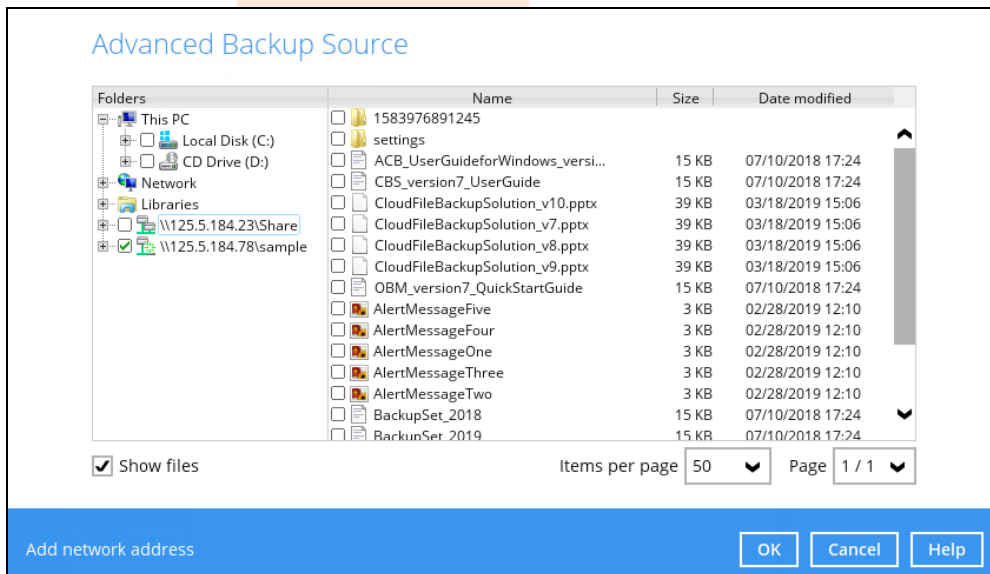 Advanced Backup Source
Folders Name Size Date modified
This PC
Local Disk (C:)
CD Drive (D:)
Network
Libraries
\\125.5.184.23\Share
\\125.5.184.78\sample
1583976891245
settings
ACB_UserGuideforWindows_versi... 15 KB 07/10/2018 17:24
CBS_version7_UserGuide 15 KB 07/10/2018 17:24
CloudFileBackupSolution_v10.pptx 39 KB 03/18/2019 15:06
CloudFileBackupSolution_v7.pptx 39 KB 03/18/2019 15:06
CloudFileBackupSolution_v8.pptx 39 KB 03/18/2019 15:06
CloudFileBackupSolution_v9.pptx 39 KB 03/18/2019 15:06
OBM_version7_QuickStartGuide 15 KB 07/10/2018 17:24
AlertMessageFive 3 KB 02/28/2019 12:10
AlertMessageFour 3 KB 02/28/2019 12:10
AlertMessageOne 3 KB 02/28/2019 12:10
AlertMessageThree 3 KB 02/28/2019 12:10
AlertMessageTwo 3 KB 02/28/2019 12:10
BackupSet_2018 15 KB 07/10/2018 17:24
BackupSet_2019 15 KB 07/10/2018 17:24
Show files Items per page 50 Page 1 / 1
Add network address OK Cancel Help